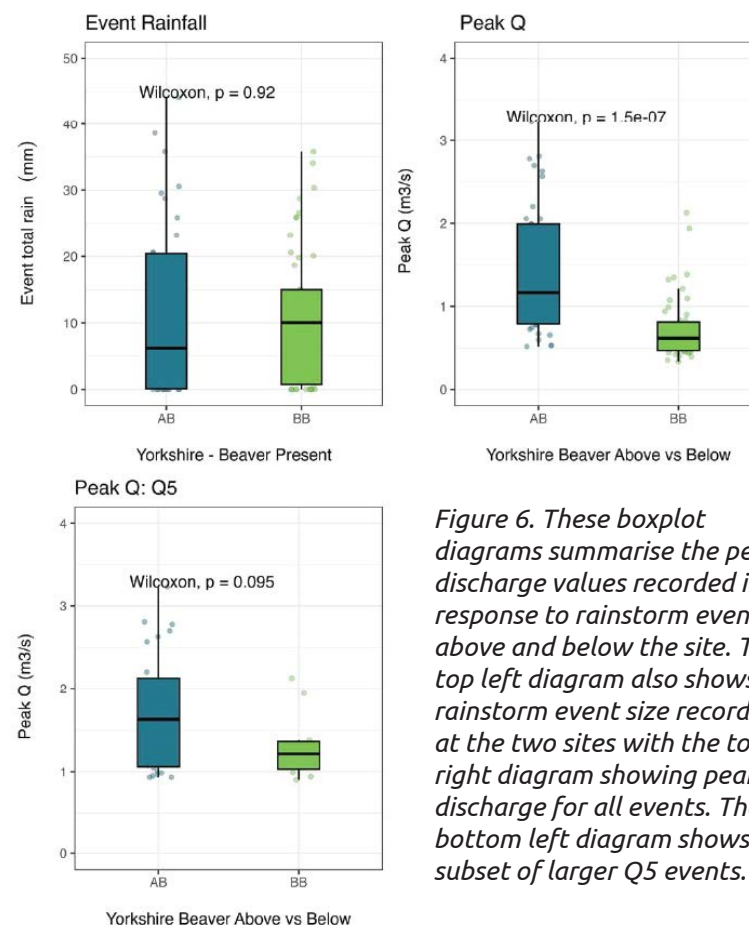 Event Rainfall
50
40
30
20
10
0
Event total rain (mm)
Wilcoxon, p = 0.92
AB BB
Yorkshire - Beaver Present
Peak Q
4
3
2
1
0
Peak Q (m3/s)
Wilcoxon, p = 1.5e-07
AB BB
Yorkshire Beaver Above vs Below
Peak Q: Q5
4
3
2
1
0
Peak Q (m3/s)
Wilcoxon, p = 0.095
AB BB
Yorkshire Beaver Above vs Below
Figure 6. These boxplot
diagrams summarise the
discharge values recorded
response to rainstorm
above and below the site.
top left diagram also shows
rainstorm event size
at the two sites with the
right diagram showing
discharge for all events.
bottom left diagram shows
subset of larger Q5 events.